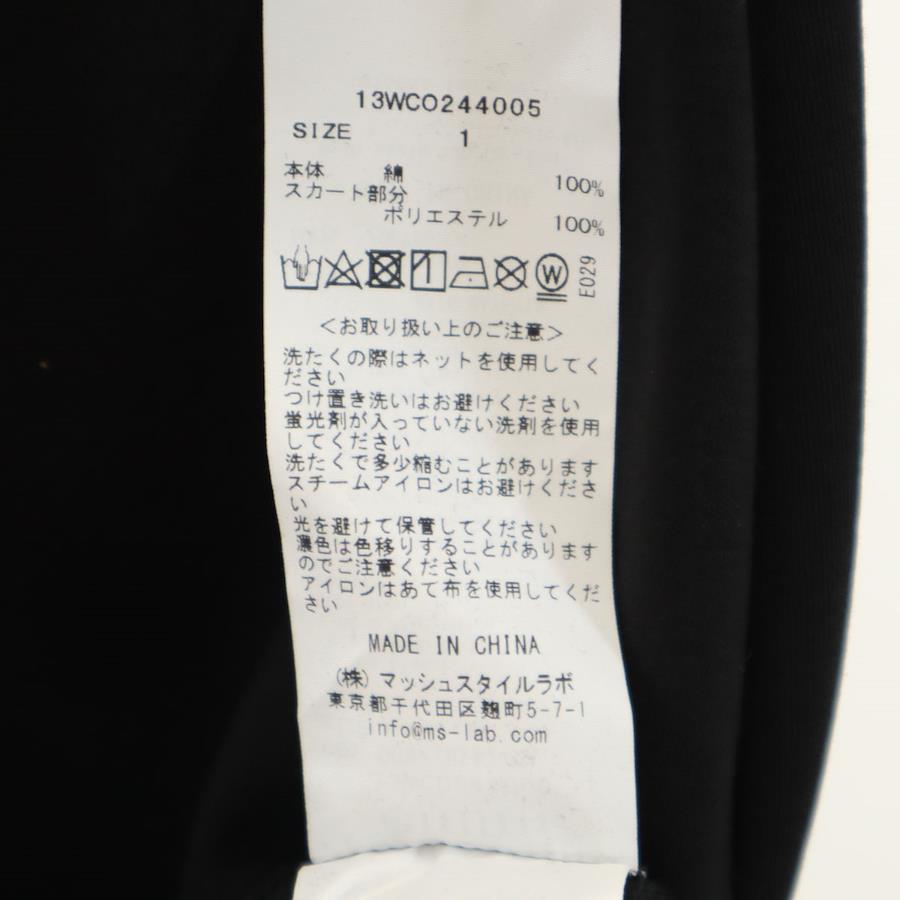 13WCO244005
SIZE 1
本体 綿 100%
スカート部分
ポリエステル 100%
W E029
<お取り扱い上のご注意>
洗たくの際はネットを使用してく
ださい
つけ置き洗いはお避けください
蛍光剤が入っていない洗剤を使用
してください
洗たくで多少縮むことがあります
スチームアイロンはお避けくださ
い
光を避けて保管してください
濃色は色移りすることがあります
のでご注意ください
アイロンはあて布を使用してくだ
さい
MADE IN CHINA
(株)マッシュスタイルラボ
東京都千代田区麹町5-7-1
info@ms-lab.com